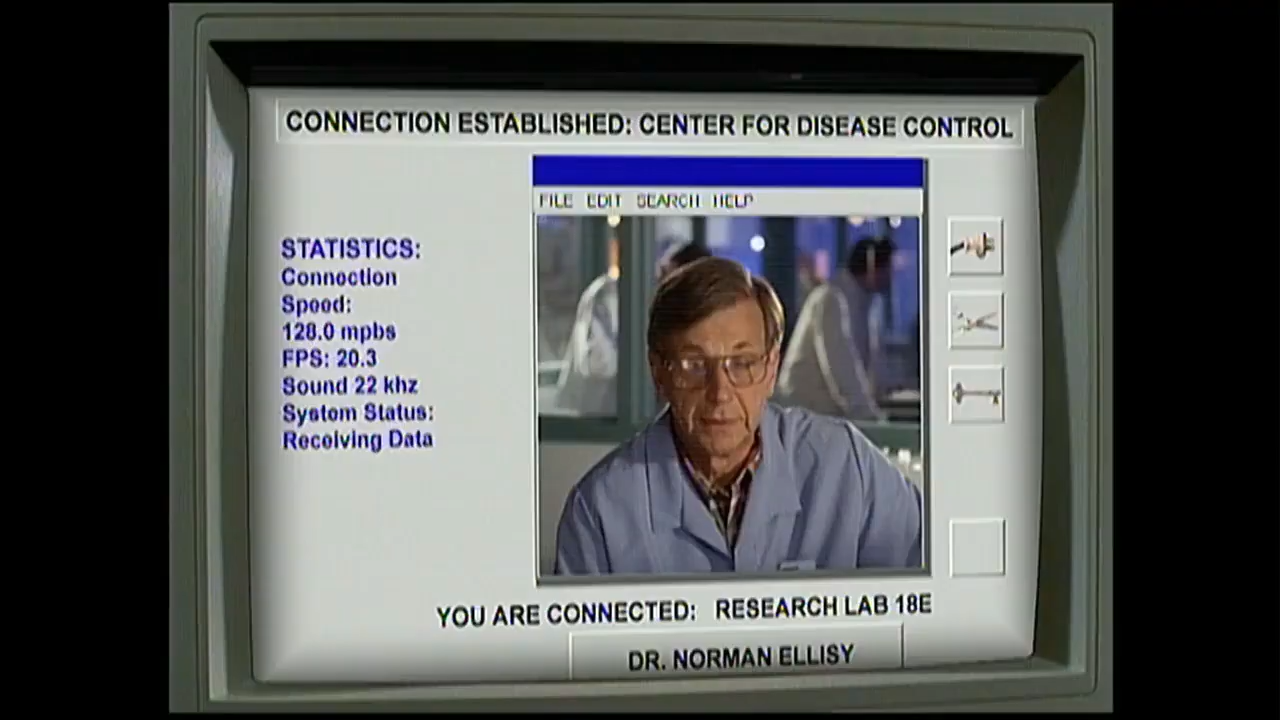 CONNECTION ESTABLISHED: CENTER FOR DISEASE CONTROL
FILE EDIT SEARCH HELP
STATISTICS:
Connection
Speed:
128.0 mpbs
FPS: 20.3
Sound 22 khz
System Status:
Receiving Data
YOU ARE CONNECTED: RESEARCH LAB 18E
DR. NORMAN ELLISY